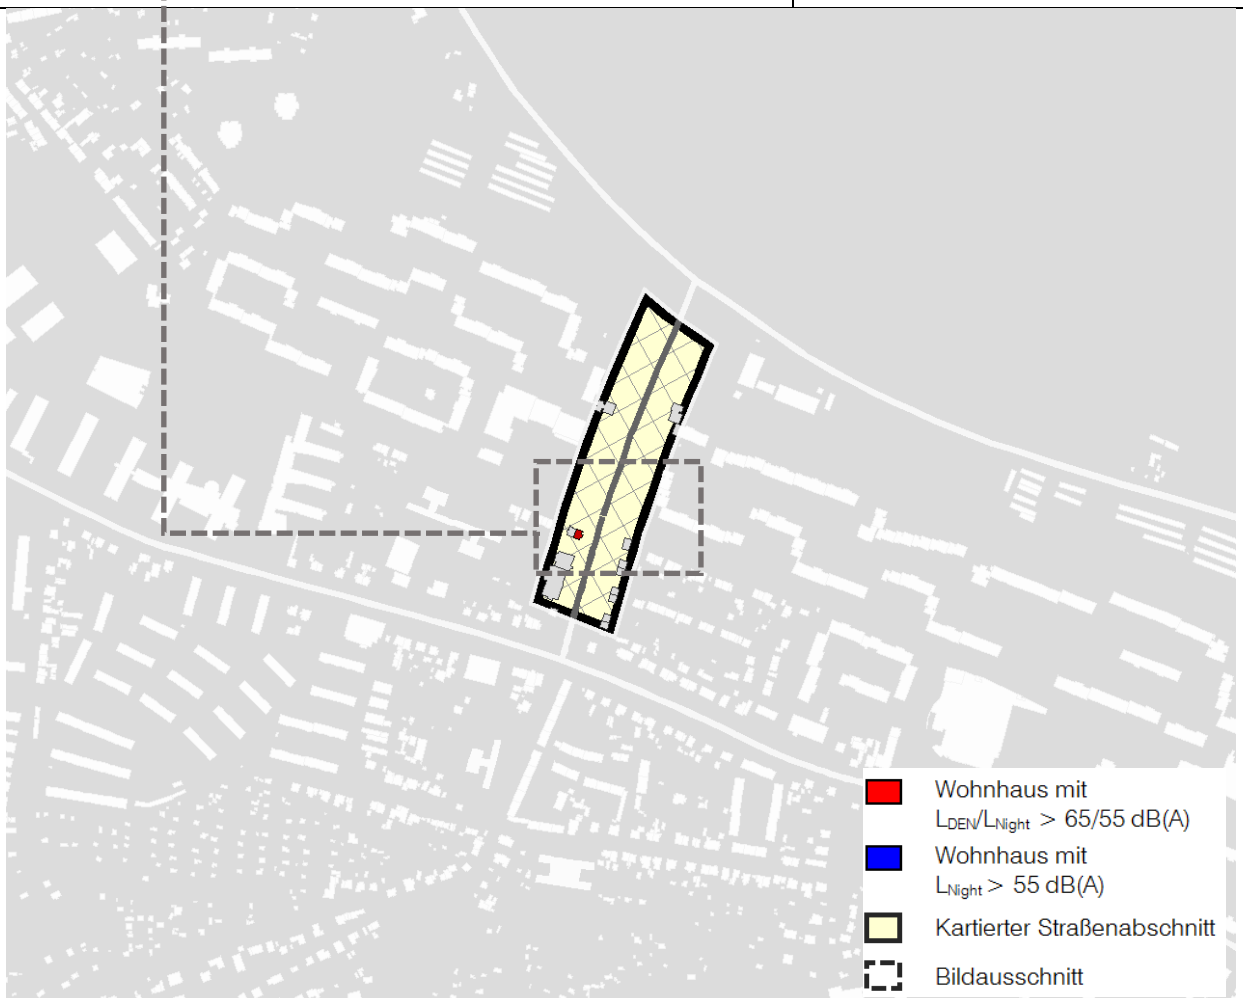 Wohnhaus mit
LDEN/LNight > 65/55 dB(A)
Wohnhaus mit
LNight > 55 dB(A)
Kartierter Straßenabschnitt
Bildausschnitt